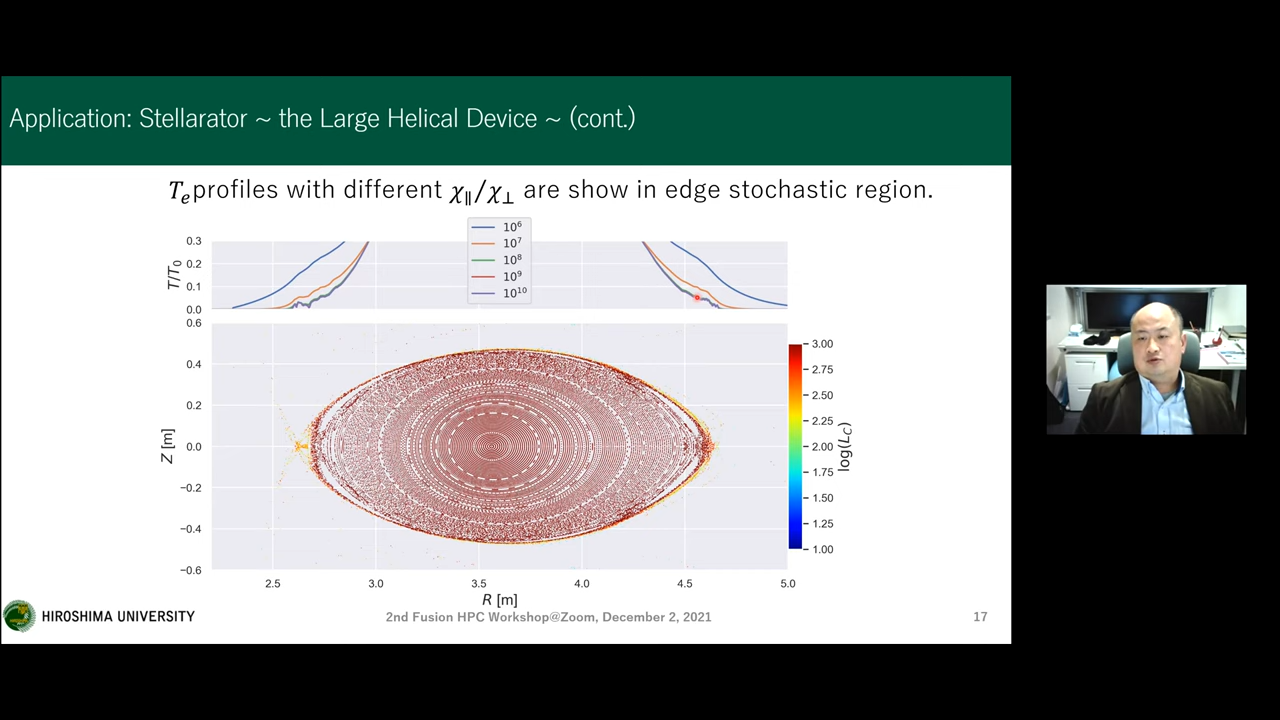 Application: Stellarator ~ the Large Helical Device ~ (cont.)
𝑇ₑprofiles with different χ∥/χ⊥ are show in edge stochastic region.
10⁶
10⁷
10⁸
10⁹
10¹⁰
T/T₀
0.3
0.2
0.1
0.0
Z [m]
0.6
0.4
0.2
0.0
−0.2
−0.4
−0.6
2.5 3.0 3.5 4.0 4.5 5.0
R [m]
3.00
2.75
2.50
2.25
2.00
1.75
1.50
1.25
1.00
log(L_C)
HIROSHIMA UNIVERSITY
2nd Fusion HPC Workshop@Zoom, December 2, 2021
17